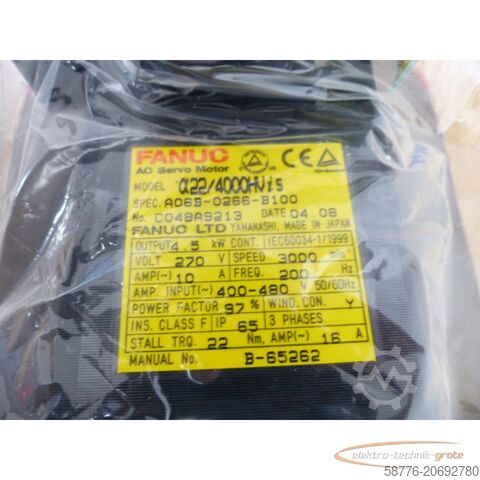 FANUC
AC Servo Motor
MODEL α22/4000HVis
SPEC. A06B-0266-B100
No. C048A9213 DATE 04.08
FANUC LTD YAMANASHI, MADE IN JAPAN
OUTPUT 4.5 kW CONT. IEC60034-1/1999
VOLT 270 V SPEED 3000 min⁻¹
AMP(~) 10 A FREQ. 200 Hz
AMP. INPUT(~) 400-480 V 50/60Hz
POWER FACTOR 97 % WIND. CON. Y
INS. CLASS F IP 65 3 PHASES
STALL TRQ. 22 Nm, AMP(~) 16 A
MANUAL No. B-65262
elektro-technik-grote
58776-20692780